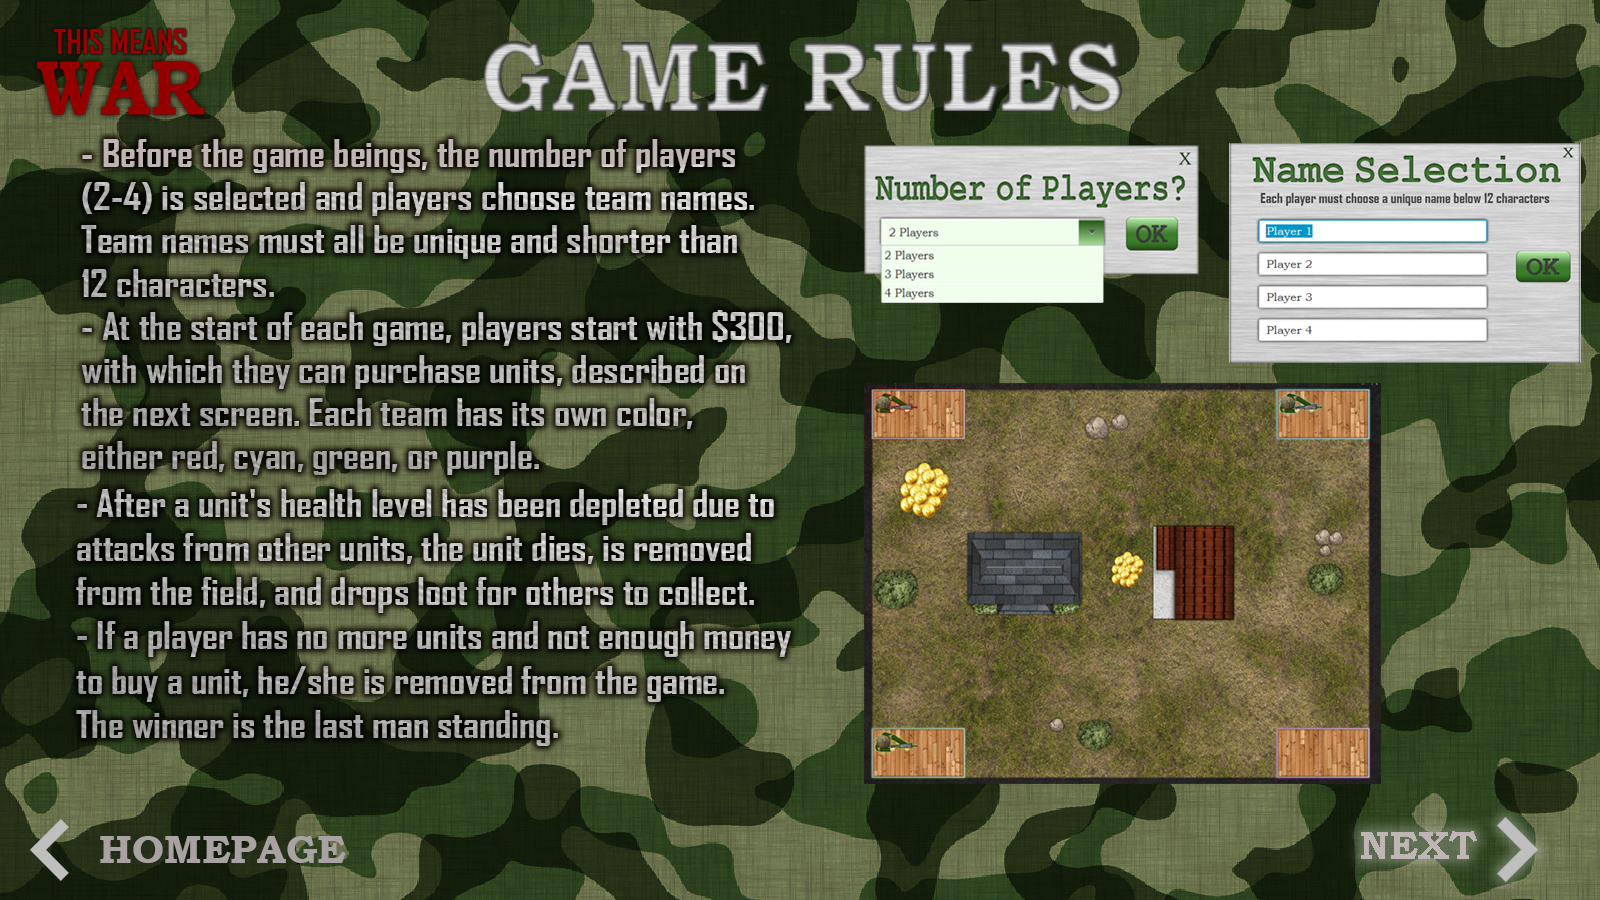 THIS MEANS
WAR
GAME RULES
- Before the game beings, the number of players
(2-4) is selected and players choose team names.
Team names must all be unique and shorter than
12 characters.
- At the start of each game, players start with $300,
with which they can purchase units, described on
the next screen. Each team has its own color,
either red, cyan, green, or purple.
- After a unit's health level has been depleted due to
attacks from other units, the unit dies, is removed
from the field, and drops loot for others to collect.
- If a player has no more units and not enough money
to buy a unit, he/she is removed from the game.
The winner is the last man standing.
X
Number of Players?
2 Players
OK
2 Players
3 Players
4 Players
X
Name Selection
Each player must choose a unique name below 12 characters
Player 1
Player 2
OK
Player 3
Player 4
HOMEPAGE
NEXT